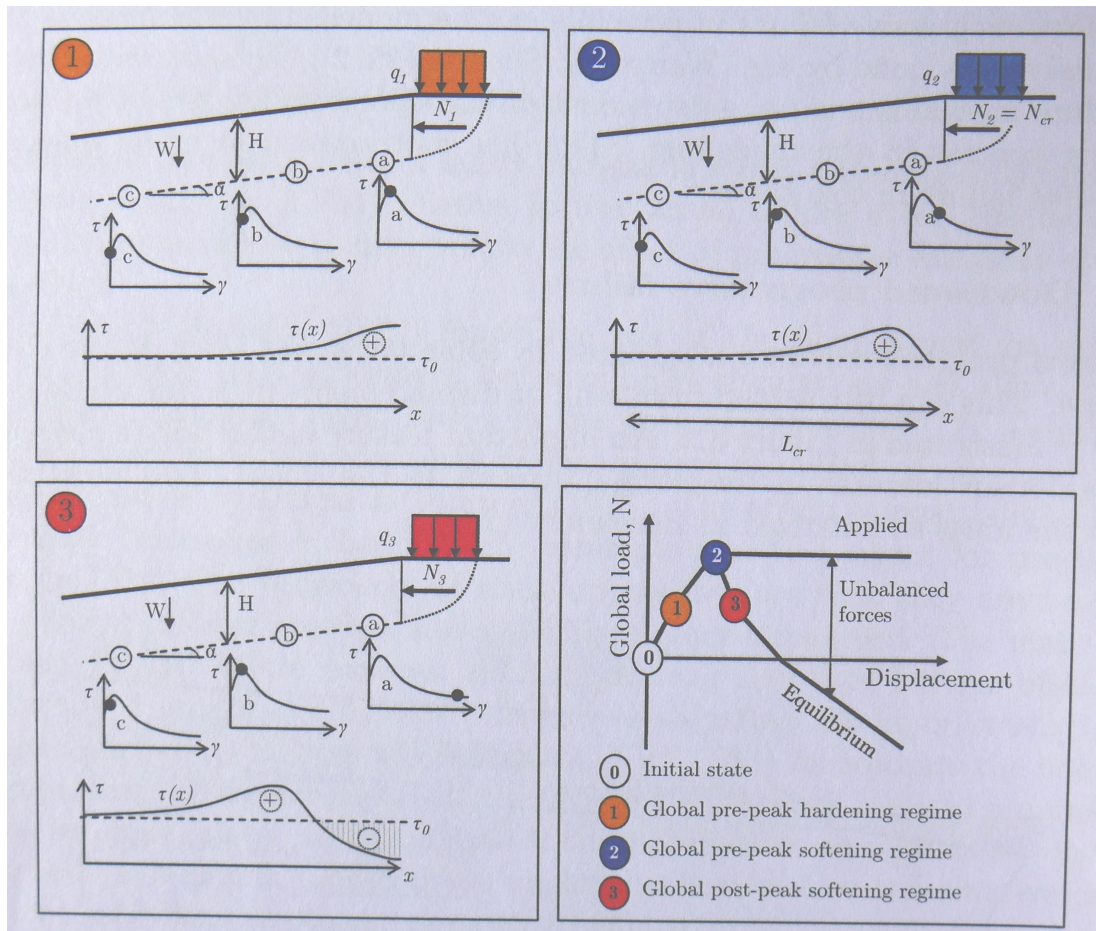 1
q1
N1
W
H
a
b
c
α
τ
a
γ
τ
b
γ
τ
c
γ
τ
τ(x)
+
τ0
x
2
q2
N2 = Ncr
W
H
a
b
c
α
τ
a
γ
τ
b
γ
τ
c
γ
τ
τ(x)
+
τ0
x
Lcr
3
q3
N3
W
H
a
b
c
α
τ
a
γ
τ
b
γ
τ
c
γ
τ
τ(x)
+
-
τ0
x
Global load, N
Applied
2
Unbalanced
forces
1
3
0
Displacement
Equilibrium
0 Initial state
1 Global pre-peak hardening regime
2 Global pre-peak softening regime
3 Global post-peak softening regime